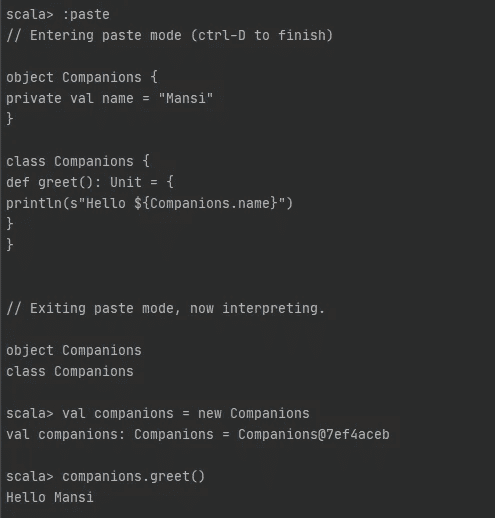 scala> :paste
// Entering paste mode (ctrl-D to finish)
object Companions {
private val name = "Mansi"
}
class Companions {
def greet(): Unit = {
println(s"Hello ${Companions.name}")
}
}
// Exiting paste mode, now interpreting.
object Companions
class Companions
scala> val companions = new Companions
val companions: Companions = Companions@7ef4aceb
scala> companions.greet()
Hello Mansi